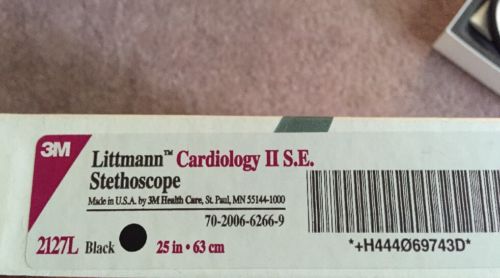 3M
Littmann™ Cardiology II S.E.
Stethoscope
Made in U.S.A. by 3M Health Care, St. Paul, MN 55144-1000
70-2006-6266-9
2127L Black 25 in • 63 cm
*+H444Ø69743D*